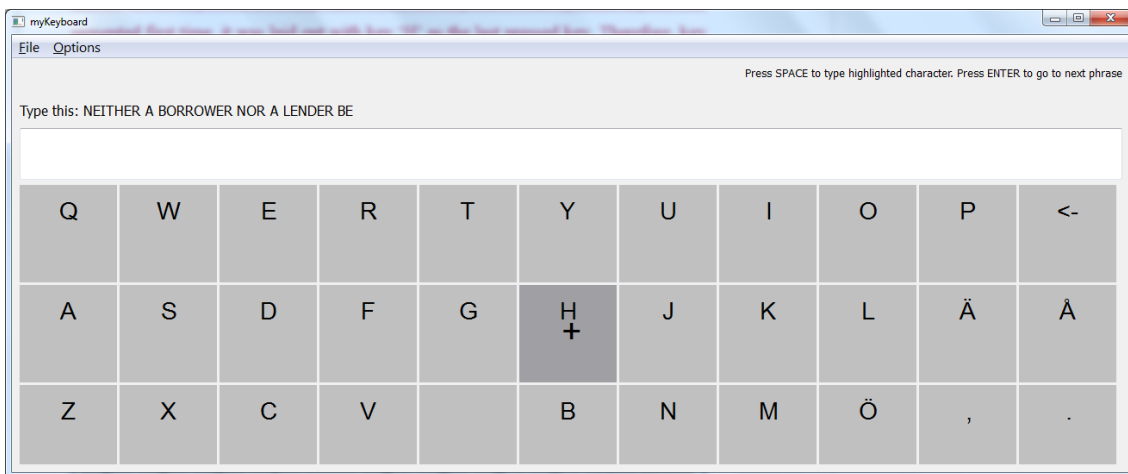 myKeyboard
File Options
Press SPACE to type highlighted character. Press ENTER to go to next phrase
Type this: NEITHER A BORROWER NOR A LENDER BE
Q W E R T Y U I O P <-
A S D F G H J K L Ä Å
+
Z X C V B N M Ö , .